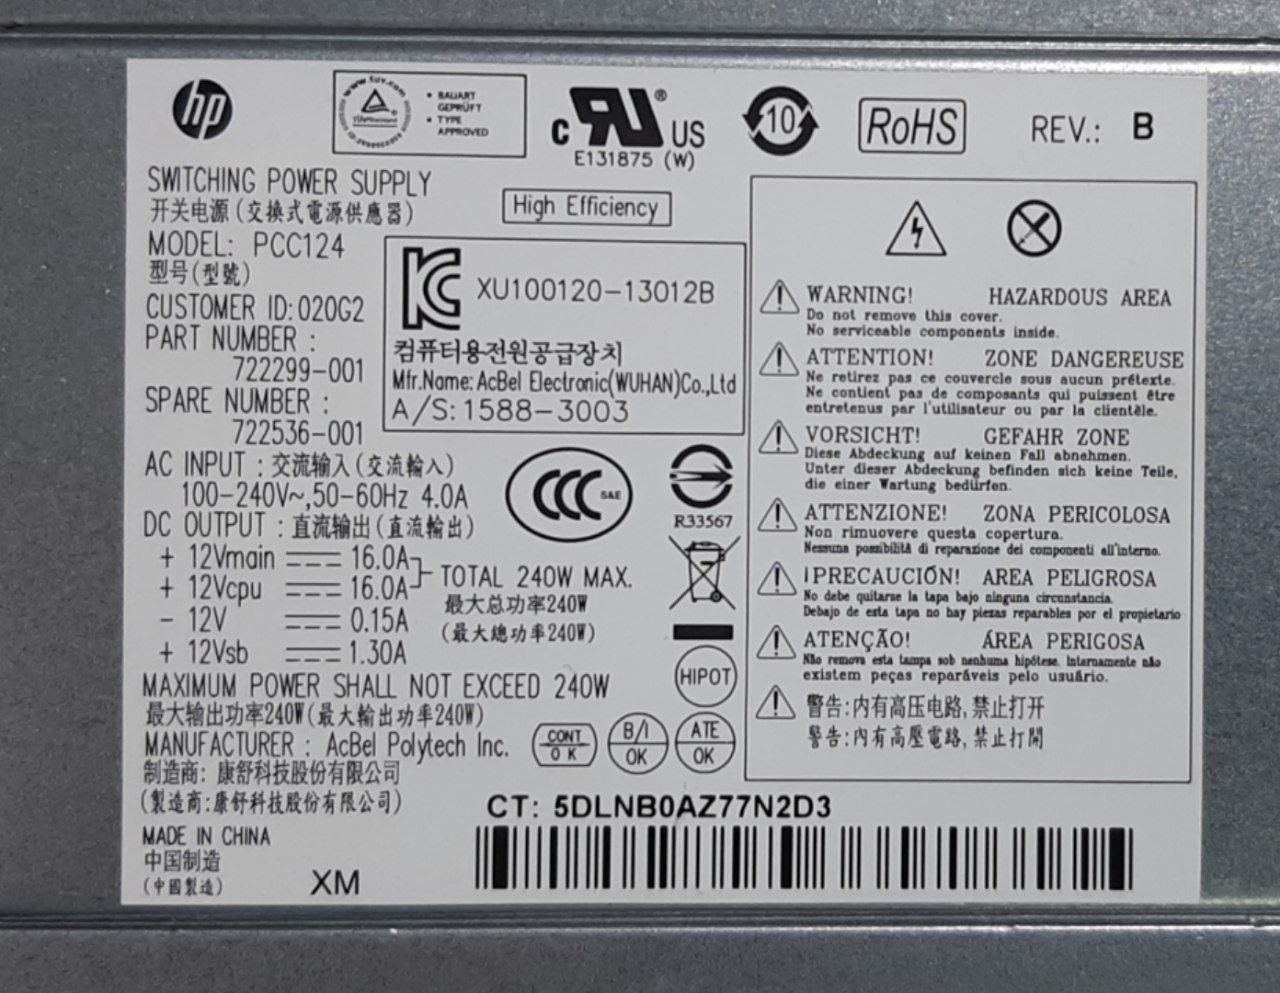 hp
www.tuv.com
TÜVRheinland
• BAUART
GEPRÜFT
• TYPE
APPROVED
c RU ® US
E131875 (W)
10
RoHS
REV.: B
SWITCHING POWER SUPPLY
开关电源(交換式電源供應器)
High Efficiency
MODEL: PCC124
型号(型號)
CUSTOMER ID: 020G2
PART NUMBER :
722299-001
SPARE NUMBER :
722536-001
XU100120-13012B
컴퓨터용전원공급장치
Mfr.Name: AcBel Electronic(WUHAN)Co.,Ltd
A/S: 1588-3003
AC INPUT : 交流输入(交流輸入)
100-240V~,50-60Hz 4.0A
DC OUTPUT : 直流输出(直流輸出)
+ 12Vmain 16.0A
+ 12Vcpu 16.0A
- 12V 0.15A
+ 12Vsb 1.30A
TOTAL 240W MAX.
最大总功率240W
(最大總功率240W)
CCC S&E
R33567
MAXIMUM POWER SHALL NOT EXCEED 240W
最大输出功率240W(最大輸出功率240W)
MANUFACTURER : AcBel Polytech Inc.
制造商: 康舒科技股份有限公司
(製造商:康舒科技股份有限公司)
HIPOT
CONT
OK
B/I
OK
ATE
OK
MADE IN CHINA
中国制造
(中國製造)
XM
CT: 5DLNB0AZ77N2D3
WARNING! HAZARDOUS AREA
Do not remove this cover.
No serviceable components inside.
ATTENTION! ZONE DANGEREUSE
Ne retirez pas ce couvercle sous aucun prétexte.
Ne contient pas de composants qui puissent être
entretenus par l'utilisateur ou par la clientèle.
VORSICHT! GEFAHR ZONE
Diese Abdeckung auf keinen Fall abnehmen.
Unter dieser Abdeckung befinden sich keine Teile,
die einer Wartung bedürfen.
ATTENZIONE! ZONA PERICOLOSA
Non rimuovere questa copertura.
Nessuna possibilità di reparazione dei componenti all'interno.
¡PRECAUCIÓN! AREA PELIGROSA
No debe quitarse la tapa bajo ninguna circunstancia.
Debajo de esta tapa no hay piezas reparables por el propietario
ATENÇÃO! ÁREA PERIGOSA
Não remova esta tampa sob nenhuma hipótese. Internamente não
existem peças reparáveis pelo usuário.
警告:内有高压电路,禁止打开
警告:內有高壓電路,禁止打開